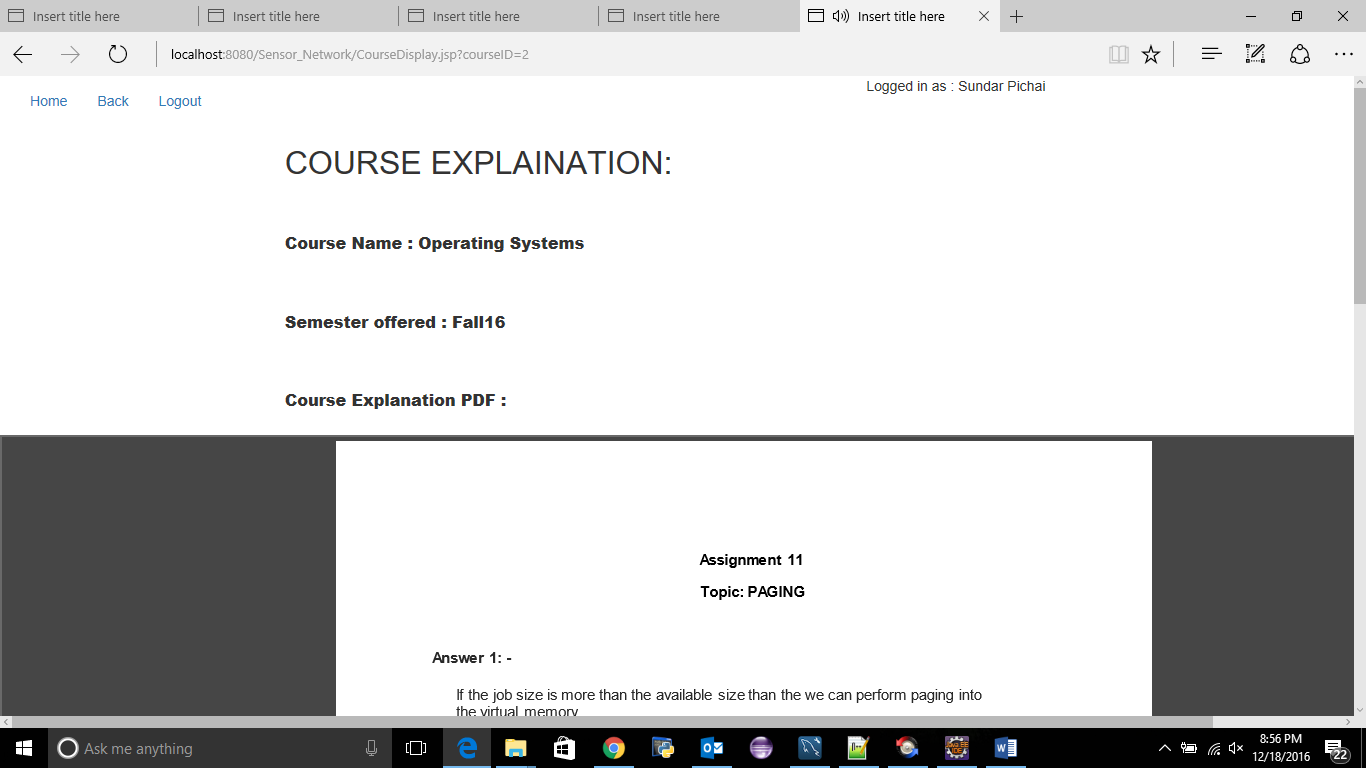 Insert title here
Insert title here
Insert title here
Insert title here
Insert title here
localhost:8080/Sensor_Network/CourseDisplay.jsp?courseID=2
Home Back Logout
Logged in as : Sundar Pichai
COURSE EXPLAINATION:
Course Name : Operating Systems
Semester offered : Fall16
Course Explanation PDF :
Assignment 11
Topic: PAGING
Answer 1: -
If the job size is more than the available size than the we can perform paging into
the virtual memory
Ask me anything
8:56 PM
12/18/2016
22